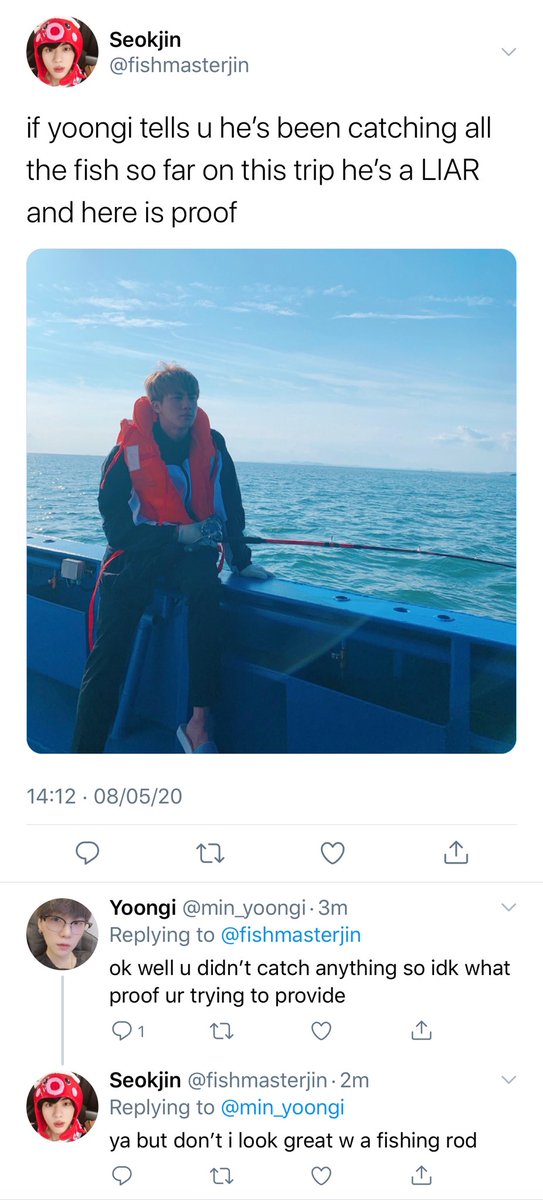 Seokjin
@fishmasterjin
if yoongi tells u he's been catching all
the fish so far on this trip he's a LIAR
and here is proof
14:12 · 08/05/20
Yoongi @min_yoongi · 3m
Replying to @fishmasterjin
ok well u didn't catch anything so idk what
proof ur trying to provide
1
Seokjin @fishmasterjin · 2m
Replying to @min_yoongi
ya but don't i look great w a fishing rod